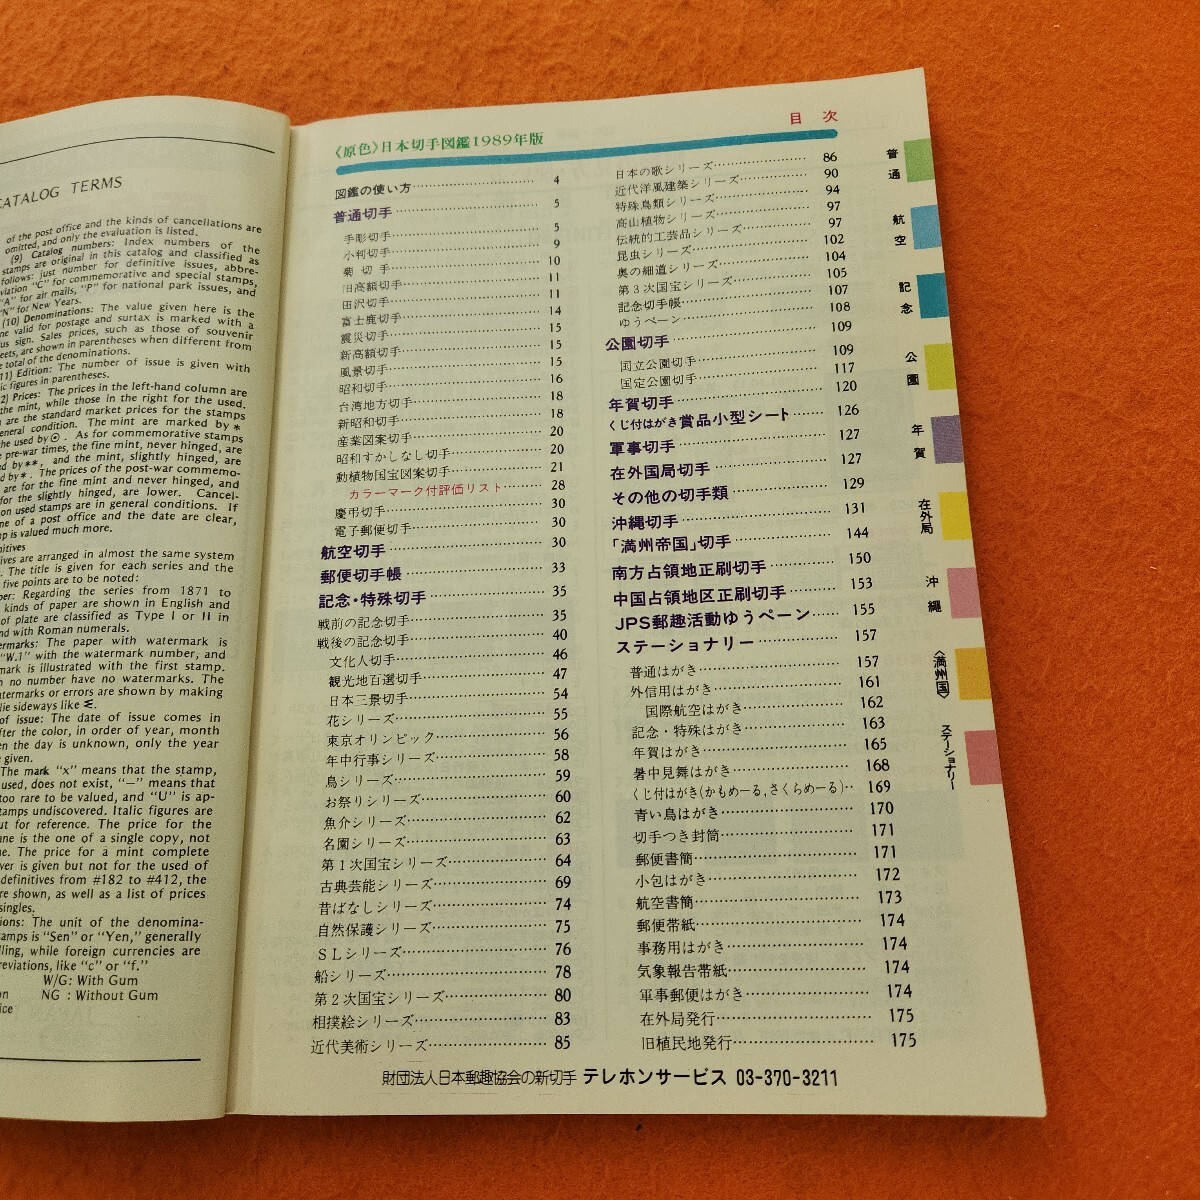 CATALOG TERMS
of the post office and the kinds of cancellations are
omitted, and only the evaluation is listed.
(9) Catalog numbers: Index numbers of the
stamps are original in this catalog and classified as
follows: just number for definitive issues, abbre-
viation "C" for commemorative and special stamps,
"A" for air mails, "P" for national park issues, and
"N" for New Years.
(10) Denominations: The value given here is the
one valid for postage and surtax is marked with a
plus sign. Sales prices, such as those of souvenir
sheets, are shown in parentheses when different from
the total of the denominations.
(11) Edition: The number of issue is given with
figures in parentheses.
Prices: The prices in the left-hand column are
the mint, while those in the right for the used.
are the standard market prices for the stamps
general condition. The mint are marked by *
the used by ⊙. As for commemorative stamps
pre-war times, the fine mint, never hinged, are
by **, and the mint, slightly hinged, are
by *. The prices of the post-war commemo-
are for the fine mint and never hinged, and
for the slightly hinged, are lower. Cancel-
on used stamps are in general conditions. If
of a post office and the date are clear,
is valued much more.
are arranged in almost the same system
The title is given for each series and the
five points are to be noted:
Regarding the series from 1871 to
kinds of paper are shown in English and
of plate are classified as Type I or II in
and with Roman numerals.
The paper with watermark is
"W.1" with the watermark number, and
is illustrated with the first stamp.
no number have no watermarks. The
or errors are shown by making
lie sideways like
of issue: The date of issue comes in
after the color, in order of year, month
the day is unknown, only the year
given.
The mark "x" means that the stamp,
used, does not exist, "—" means that
too rare to be valued, and "U" is ap-
stamps undiscovered. Italic figures are
but for reference. The price for the
is the one of a single copy, not
The price for a mint complete
is given but not for the used of
definitives from #182 to #412, the
are shown, as well as a list of prices
singles.
The unit of the denomina-
stamps is "Sen" or "Yen," generally
while foreign currencies are
like "c" or "f."
W/G: With Gum
NG : Without Gum
目 次
〈原色〉日本切手図鑑1989年版
図鑑の使い方 4
普通切手 5
手彫切手 5
小判切手 9
菊切手 10
旧高額切手 11
田沢切手 11
富士鹿切手 14
震災切手 15
新高額切手 15
風景切手 15
昭和切手 16
台湾地方切手 18
新昭和切手 18
産業図案切手 20
昭和すかしなし切手 20
動植物国宝図案切手 21
カラーマーク付評価リスト 28
慶弔切手 30
電子郵便切手 30
航空切手 30
郵便切手帳 33
記念・特殊切手 35
戦前の記念切手 35
戦後の記念切手 40
文化人切手 46
観光地百選切手 47
日本三景切手 54
花シリーズ 55
東京オリンピック 56
年中行事シリーズ 58
鳥シリーズ 59
お祭りシリーズ 60
魚介シリーズ 62
名園シリーズ 63
第1次国宝シリーズ 64
古典芸能シリーズ 69
昔ばなしシリーズ 74
自然保護シリーズ 75
SLシリーズ 76
船シリーズ 78
第2次国宝シリーズ 80
相撲絵シリーズ 83
近代美術シリーズ 85
日本の歌シリーズ 86
近代洋風建築シリーズ 90
特殊鳥類シリーズ 94
高山植物シリーズ 97
伝統的工芸品シリーズ 97
昆虫シリーズ 102
奥の細道シリーズ 104
第3次国宝シリーズ 105
記念切手帳 107
ゆうペーン 108
公園切手 109
国立公園切手 109
国定公園切手 117
年賀切手 120
くじ付はがき賞品小型シート 126
軍事切手 127
在外国局切手 127
その他の切手類 129
沖縄切手 131
「満州帝国」切手 144
南方占領地正刷切手 150
中国占領地区正刷切手 153
JPS郵趣活動ゆうペーン 155
ステーショナリー 157
普通はがき 157
外信用はがき 161
国際航空はがき 162
記念・特殊はがき 163
年賀はがき 165
暑中見舞はがき 168
くじ付はがき(かもめーる,さくらめーる) 169
青い鳥はがき 170
切手つき封筒 171
郵便書簡 171
小包はがき 172
航空書簡 173
郵便帯紙 174
事務用はがき 174
気象報告帯紙 174
軍事郵便はがき 174
在外局発行 175
旧植民地発行 175
財団法人日本郵趣協会の新切手 テレホンサービス 03-370-3211
普通
航空
記念
公園
年賀
在外局
沖縄
〈満州国〉
ステーショナリー